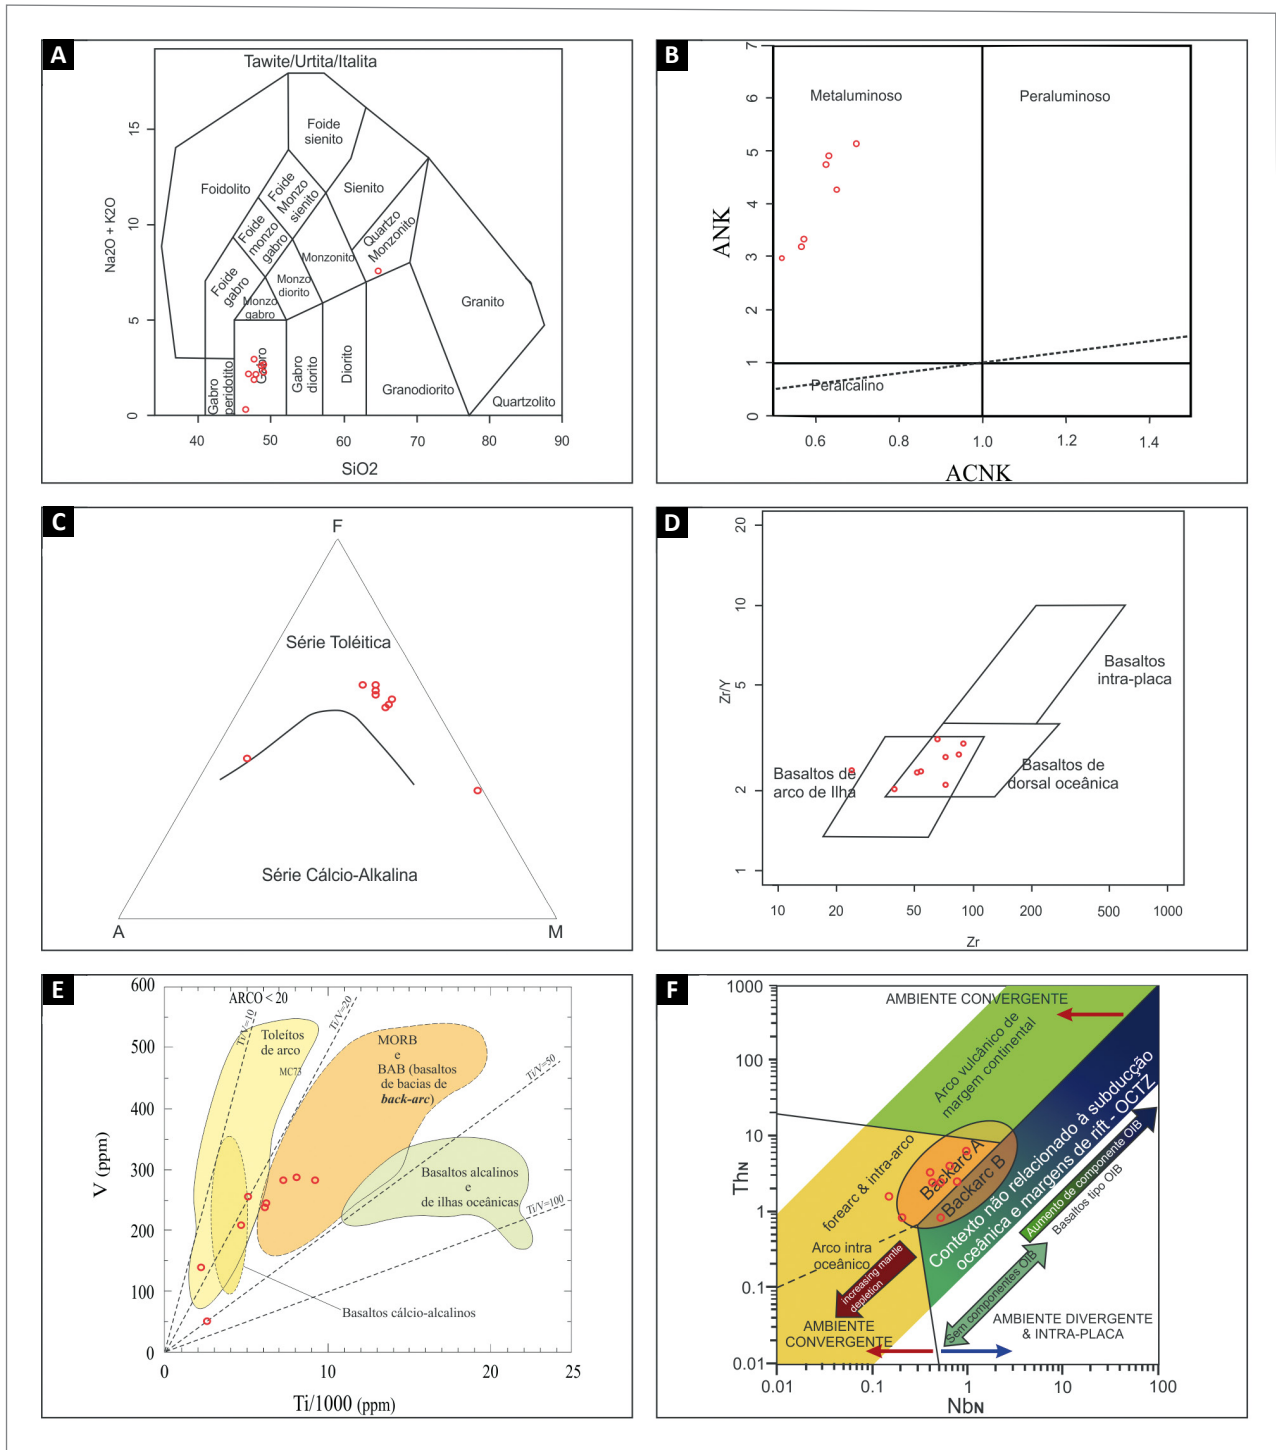 A
Tawite/Urtita/Italita
Foide
sienito
Foidolito
Foide
Monzo
sienito
Sienito
Foide
monzo
gabro
Quartzo
Monzonito
Foide
gabro
Monzonito
Monzo
diorito
Monzo
gabro
Granito
Gabro
peridotito
Gabro
Gabro
diorito
Diorito
Granodiorito
Quartzolito
Na2O + K2O
0
5
10
15
40
50
60
70
80
90
SiO2
B
Metaluminoso
Peraluminoso
Peralcalino
ANK
0
1
2
3
4
5
6
7
0.6
0.8
1.0
1.2
1.4
ACNK
C
F
Série Toléitica
Série Cálcio-Alkalina
A
M
D
Zr/Y
20
10
5
2
1
Basaltos
intra-placa
Basaltos de
arco de Ilha
Basaltos de
dorsal oceânica
10
20
50
100
200
500
1000
Zr
E
600
500
400
300
200
100
0
V (ppm)
ARCO < 20
Ti/V=10
Ti/V=20
Ti/V=50
Ti/V=100
Toleítos
de arco
MC73
MORB
e
BAB (basaltos
de bacias de
back-arc)
Basaltos alcalinos
e
de ilhas oceânicas
Basaltos cálcio-alcalinos
0
10
20
25
Ti/1000 (ppm)
F
1000
100
10
1
0.1
0.01
ThN
AMBIENTE CONVERGENTE
Arco vulcânico de
margem continental
forearc & intra-arco
Backarc A
Backarc B
Contexto não relacionado à subducção
oceânica e margens de rift - OCTZ
Aumento de componente OIB
Basaltos tipo OIB
Arco intra
oceânico
increasing mantle
depletion
Sem componentes OIB
AMBIENTE
CONVERGENTE
AMBIENTE DIVERGENTE
& INTRA-PLACA
0.01
0.1
1
10
100
NbN